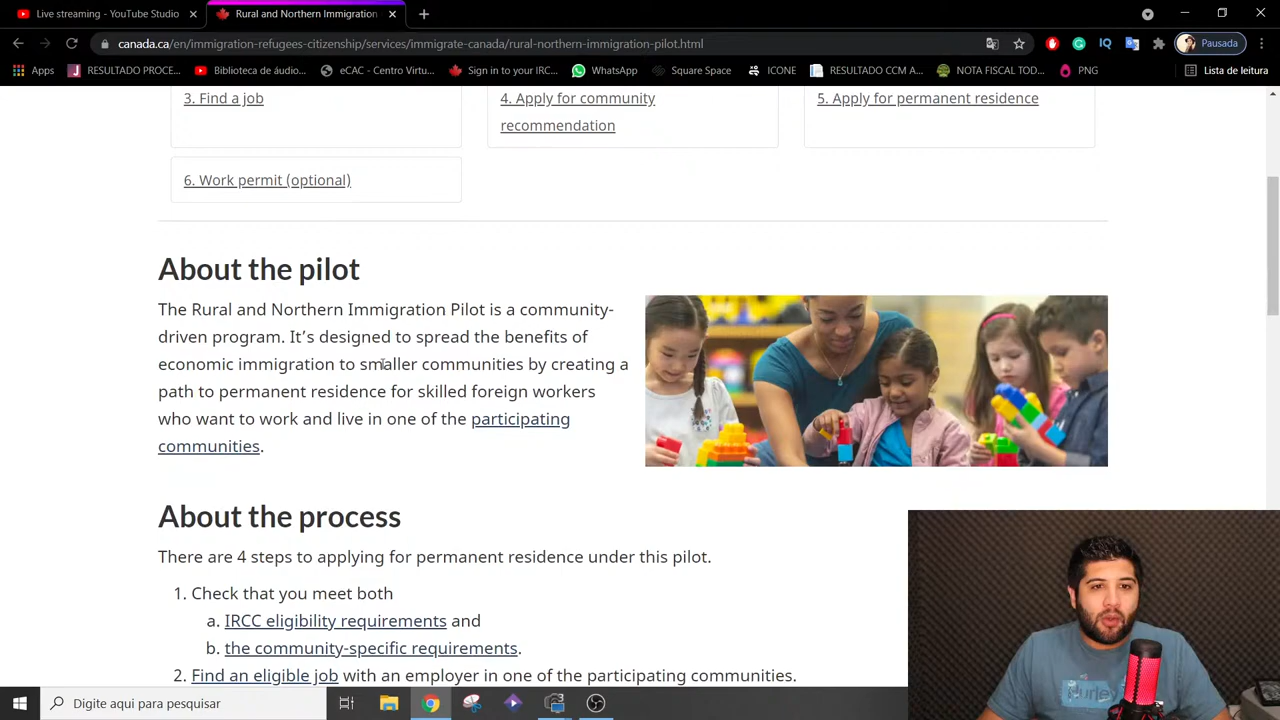 Live streaming - YouTube Studio
Rural and Northern Immigration
canada.ca/en/immigration-refugees-citizenship/services/immigrate-canada/rural-northern-immigration-pilot.html
Pausada
Apps
RESULTADO PROCE...
Biblioteca de áudio...
eCAC - Centro Virtu...
Sign in to your IRC...
WhatsApp
Square Space
ICONE
RESULTADO CCM A...
NOTA FISCAL TOD...
PNG
Lista de leitura
3. Find a job
4. Apply for community
recommendation
5. Apply for permanent residence
6. Work permit (optional)
About the pilot
The Rural and Northern Immigration Pilot is a community-
driven program. It’s designed to spread the benefits of
economic immigration to smaller communities by creating a
path to permanent residence for skilled foreign workers
who want to work and live in one of the participating
communities.
About the process
There are 4 steps to applying for permanent residence under this pilot.
1. Check that you meet both
a. IRCC eligibility requirements and
b. the community-specific requirements.
2. Find an eligible job with an employer in one of the participating communities.
Hurley
Digite aqui para pesquisar